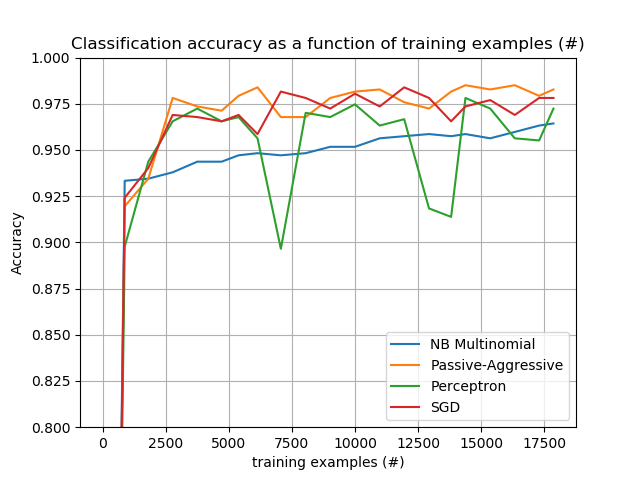 Classification accuracy as a function of training examples (#)
1.000
0.975
0.950
0.925
0.900
0.875
0.850
0.825
0.800
Accuracy
NB Multinomial
Passive-Aggressive
Perceptron
SGD
0 2500 5000 7500 10000 12500 15000 17500
training examples (#)